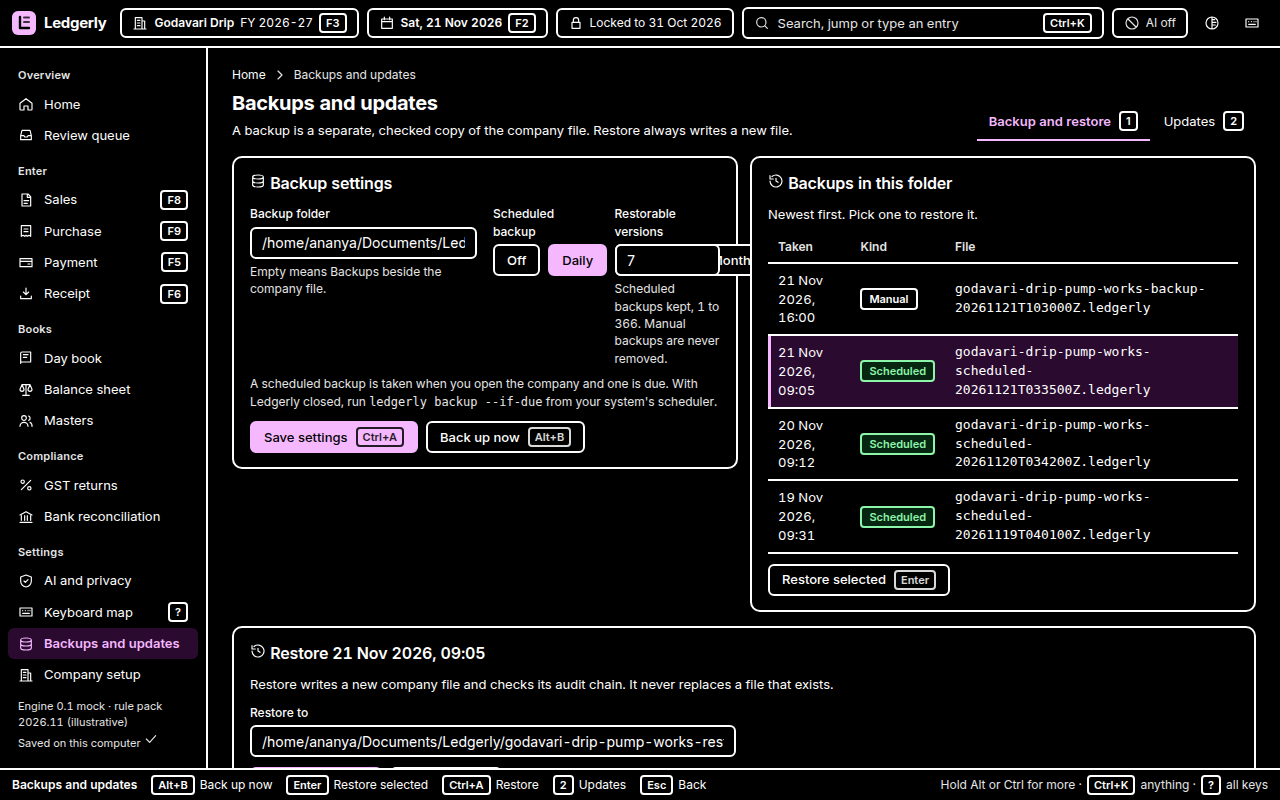 Ledgerly
Godavari Drip FY 2026-27 F3
Sat, 21 Nov 2026 F2
Locked to 31 Oct 2026
Search, jump or type an entry Ctrl+K
AI off
Overview
Home
Review queue
Enter
Sales F8
Purchase F9
Payment F5
Receipt F6
Books
Day book
Balance sheet
Masters
Compliance
GST returns
Bank reconciliation
Settings
AI and privacy
Keyboard map ?
Backups and updates
Company setup
Engine 0.1 mock · rule pack
2026.11 (illustrative)
Saved on this computer
Home > Backups and updates
Backups and updates
A backup is a separate, checked copy of the company file. Restore always writes a new file.
Backup and restore 1
Updates 2
Backup settings
Backup folder
/home/ananya/Documents/Led
Empty means Backups beside the
company file.
Scheduled
backup
Off
Daily
Restorable
versions
7
Scheduled
backups kept, 1 to
366. Manual
backups are never
removed.
A scheduled backup is taken when you open the company and one is due. With
Ledgerly closed, run ledgerly backup --if-due from your system's scheduler.
Save settings Ctrl+A
Back up now Alt+B
Backups in this folder
Newest first. Pick one to restore it.
Taken Kind File
21 Nov
2026,
16:00
Manual
godavari-drip-pump-works-backup-
20261121T103000Z.ledgerly
21 Nov
2026,
09:05
Scheduled
godavari-drip-pump-works-
scheduled-
20261121T033500Z.ledgerly
20 Nov
2026,
09:12
Scheduled
godavari-drip-pump-works-
scheduled-
20261120T034200Z.ledgerly
19 Nov
2026,
09:31
Scheduled
godavari-drip-pump-works-
scheduled-
20261119T040100Z.ledgerly
Restore selected Enter
Restore 21 Nov 2026, 09:05
Restore writes a new company file and checks its audit chain. It never replaces a file that exists.
Restore to
/home/ananya/Documents/Ledgerly/godavari-drip-pump-works-res
Backups and updates Alt+B Back up now Enter Restore selected Ctrl+A Restore 2 Updates Esc Back
Hold Alt or Ctrl for more · Ctrl+K anything · ? all keys